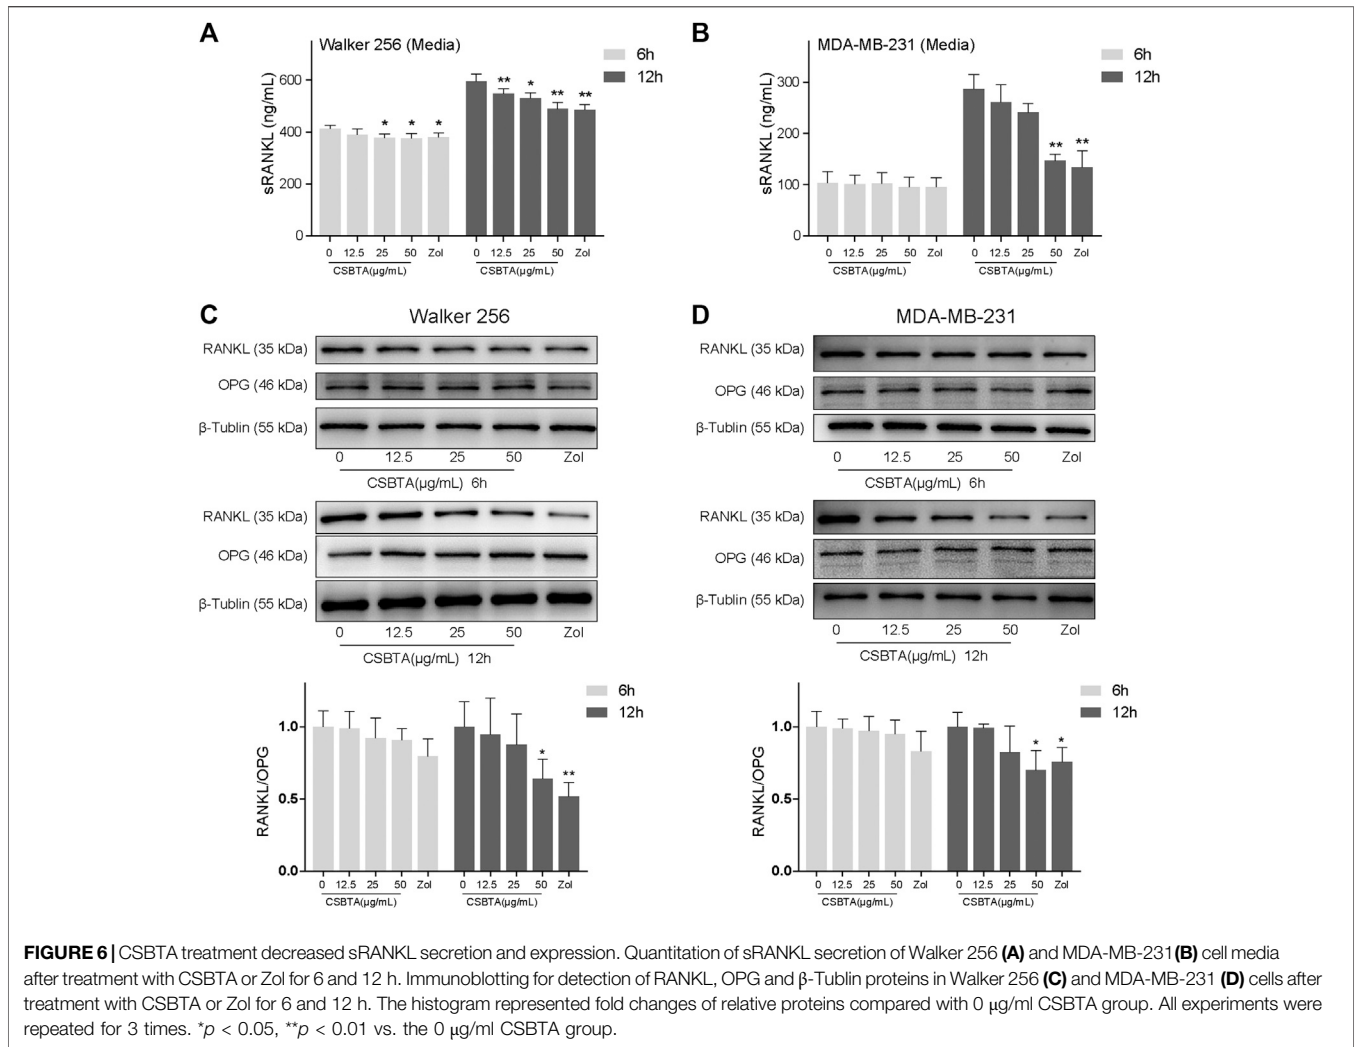 A
Walker 256 (Media)
6h
12h
sRANKL (ng/mL)
600
400
200
0
* * * ** * ** **
0 12.5 25 50 Zol 0 12.5 25 50 Zol
CSBTA(μg/mL) CSBTA(μg/mL)
B
MDA-MB-231 (Media)
6h
12h
sRANKL (ng/mL)
300
200
100
0
** **
0 12.5 25 50 Zol 0 12.5 25 50 Zol
CSBTA(μg/mL) CSBTA(μg/mL)
C
Walker 256
RANKL (35 kDa)
OPG (46 kDa)
β-Tublin (55 kDa)
0 12.5 25 50 Zol
CSBTA(μg/mL) 6h
RANKL (35 kDa)
OPG (46 kDa)
β-Tublin (55 kDa)
0 12.5 25 50 Zol
CSBTA(μg/mL) 12h
6h
12h
RANKL/OPG
1.0
0.5
0.0
* **
0 12.5 25 50 Zol 0 12.5 25 50 Zol
CSBTA(μg/mL) CSBTA(μg/mL)
D
MDA-MB-231
RANKL (35 kDa)
OPG (46 kDa)
β-Tublin (55 kDa)
0 12.5 25 50 Zol
CSBTA(μg/mL) 6h
RANKL (35 kDa)
OPG (46 kDa)
β-Tublin (55 kDa)
0 12.5 25 50 Zol
CSBTA(μg/mL) 12h
6h
12h
RANKL/OPG
1.0
0.5
0.0
* *
0 12.5 25 50 Zol 0 12.5 25 50 Zol
CSBTA(μg/mL) CSBTA(μg/mL)
FIGURE 6 | CSBTA treatment decreased sRANKL secretion and expression. Quantitation of sRANKL secretion of Walker 256 (A) and MDA-MB-231(B) cell media
after treatment with CSBTA or Zol for 6 and 12 h. Immunoblotting for detection of RANKL, OPG and β-Tublin proteins in Walker 256 (C) and MDA-MB-231 (D) cells after
treatment with CSBTA or Zol for 6 and 12 h. The histogram represented fold changes of relative proteins compared with 0 μg/ml CSBTA group. All experiments were
repeated for 3 times. *p < 0.05, **p < 0.01 vs. the 0 μg/ml CSBTA group.